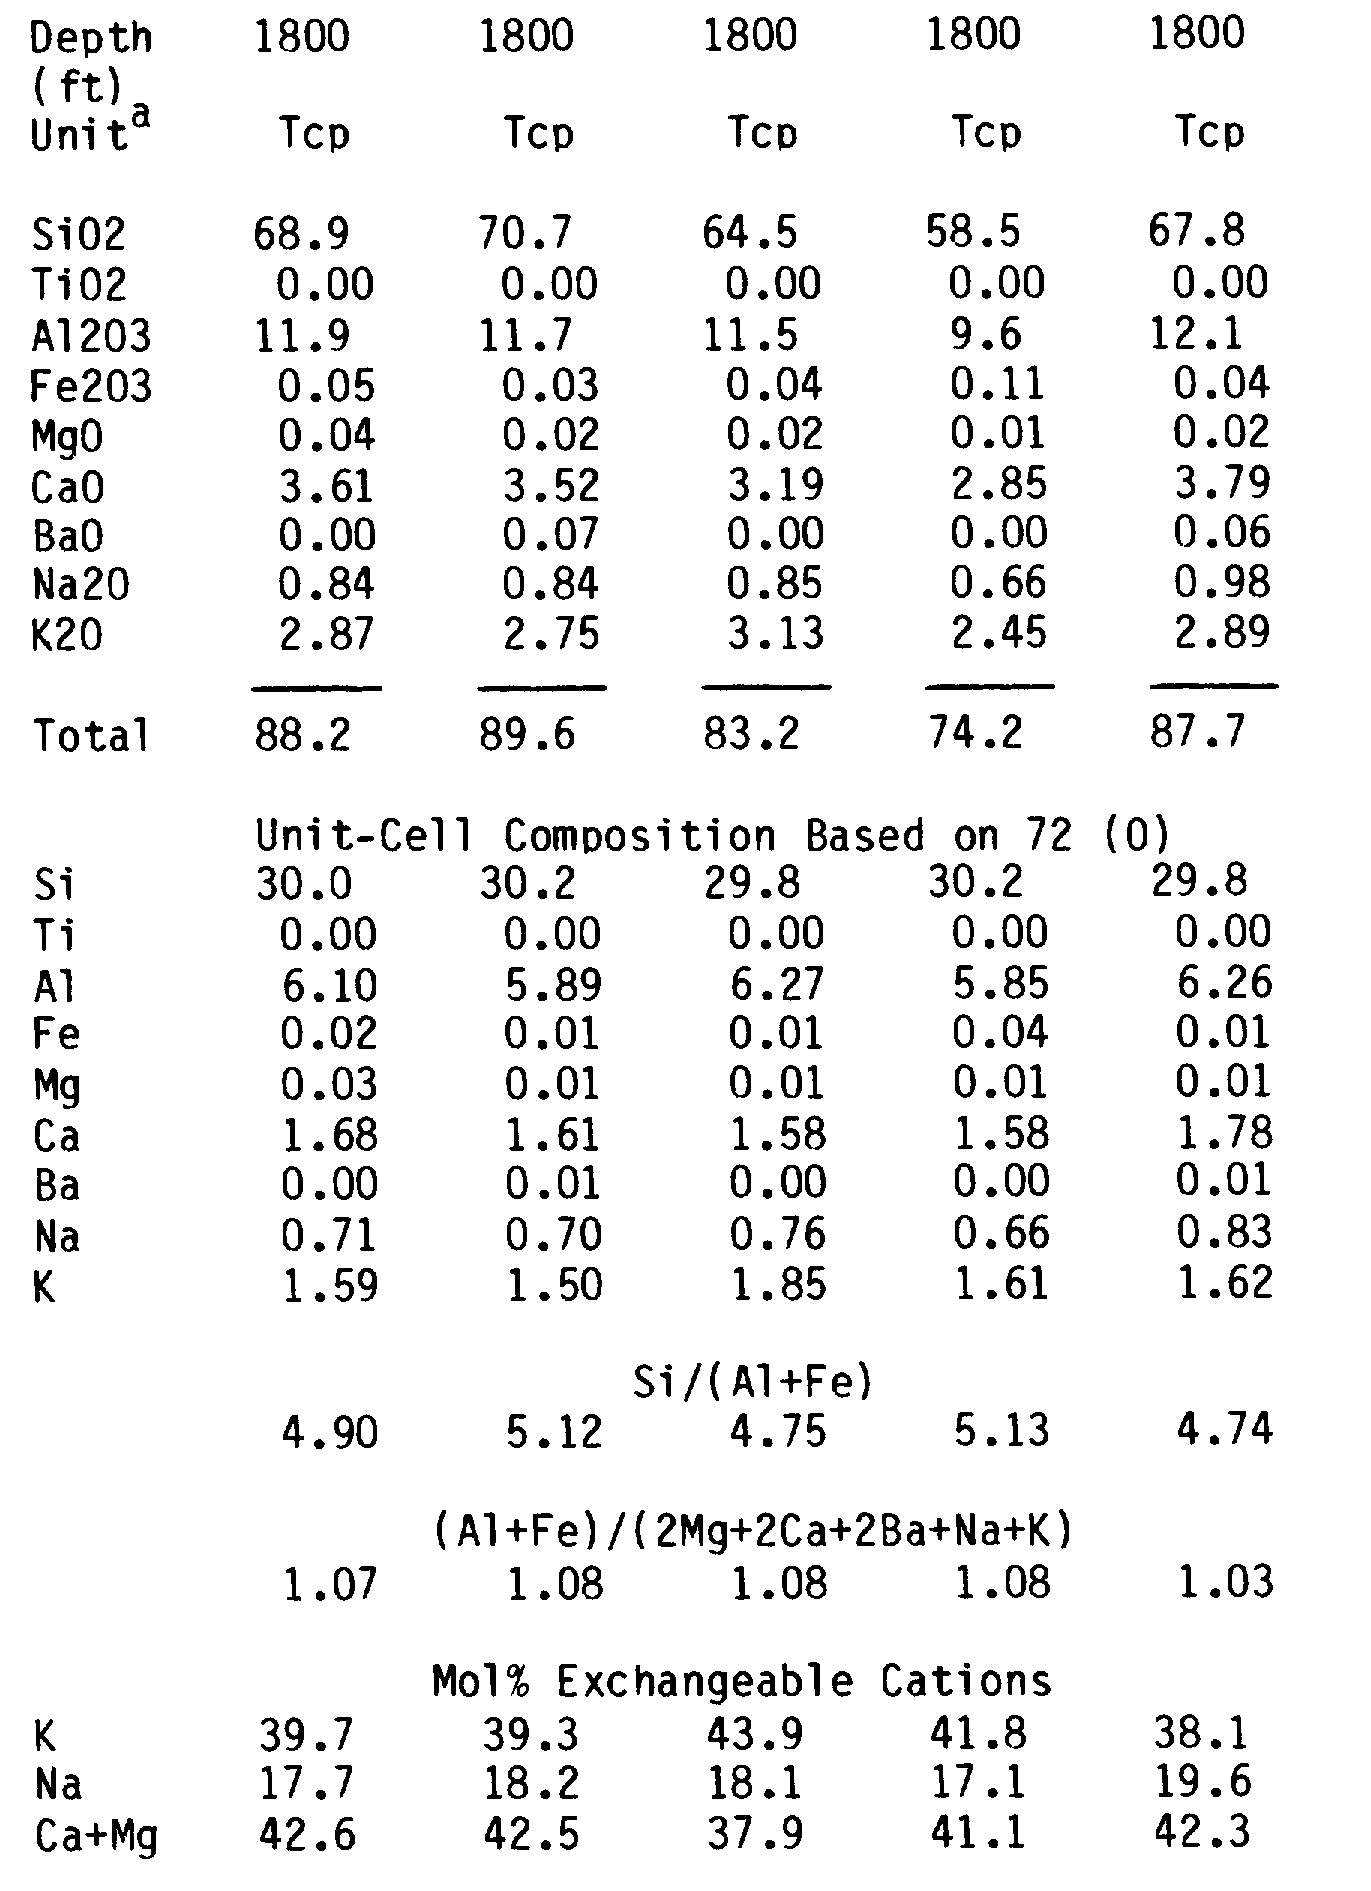 Depth 1800 1800 1800 1800 1800
(ft)
Unitᵃ Tcp Tcp Tcp Tcp Tcp
SiO2 68.9 70.7 64.5 58.5 67.8
TiO2 0.00 0.00 0.00 0.00 0.00
Al2O3 11.9 11.7 11.5 9.6 12.1
Fe2O3 0.05 0.03 0.04 0.11 0.04
MgO 0.04 0.02 0.02 0.01 0.02
CaO 3.61 3.52 3.19 2.85 3.79
BaO 0.00 0.07 0.00 0.00 0.06
Na2O 0.84 0.84 0.85 0.66 0.98
K2O 2.87 2.75 3.13 2.45 2.89
Total 88.2 89.6 83.2 74.2 87.7
Unit-Cell Composition Based on 72 (O)
Si 30.0 30.2 29.8 30.2 29.8
Ti 0.00 0.00 0.00 0.00 0.00
Al 6.10 5.89 6.27 5.85 6.26
Fe 0.02 0.01 0.01 0.04 0.01
Mg 0.03 0.01 0.01 0.01 0.01
Ca 1.68 1.61 1.58 1.58 1.78
Ba 0.00 0.01 0.00 0.00 0.01
Na 0.71 0.70 0.76 0.66 0.83
K 1.59 1.50 1.85 1.61 1.62
Si/(Al+Fe)
4.90 5.12 4.75 5.13 4.74
(Al+Fe)/(2Mg+2Ca+2Ba+Na+K)
1.07 1.08 1.08 1.08 1.03
Mol% Exchangeable Cations
K 39.7 39.3 43.9 41.8 38.1
Na 17.7 18.2 18.1 17.1 19.6
Ca+Mg 42.6 42.5 37.9 41.1 42.3